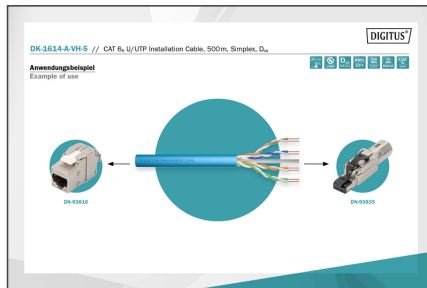 DIGITUS®
DK-1614-A-VH-5 // CAT 6A U/UTP Installation Cable, 500m, Simplex, Dca
Anwendungsbeispiel
Example of use
DN-93616
DN-93835